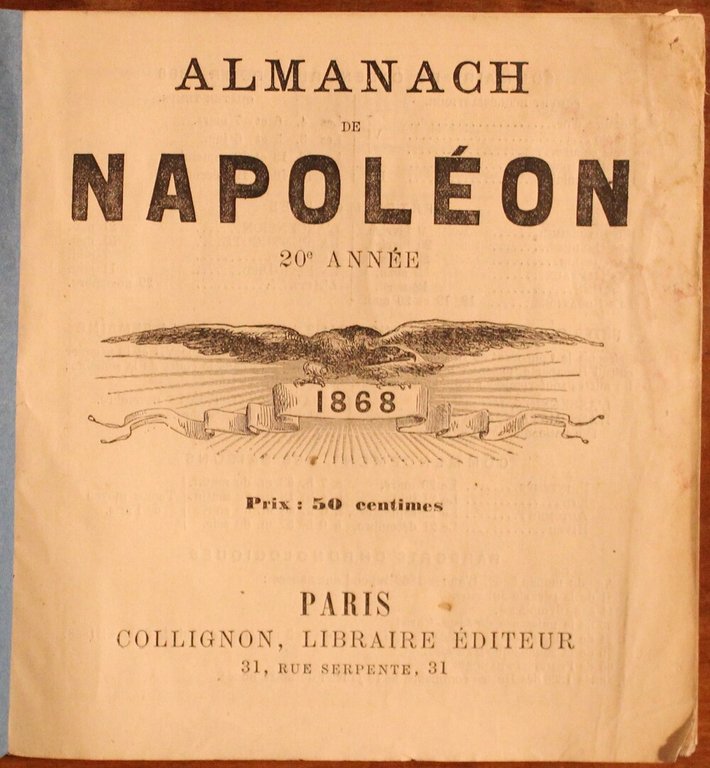 ALMANACH
DE
NAPOLÉON
20e ANNÉE
1868
Prix : 50 centimes
PARIS
COLLIGNON, LIBRAIRE ÉDITEUR
31, RUE SERPENTE, 31